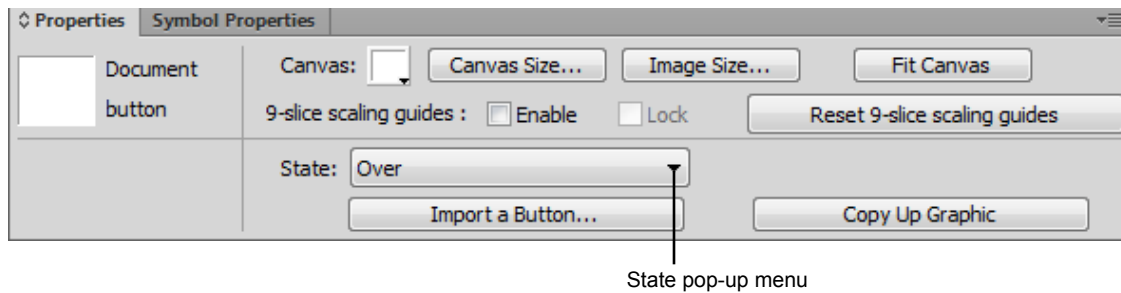 Properties Symbol Properties
Document Canvas: Canvas Size... Image Size... Fit Canvas
button 9-slice scaling guides : Enable Lock Reset 9-slice scaling guides
State: Over
Import a Button... Copy Up Graphic
State pop-up menu